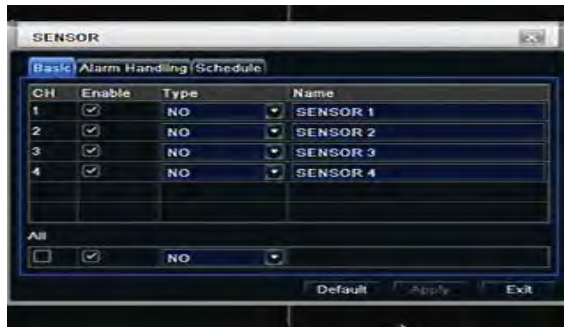 SENSOR
Basic Alarm Handling Schedule
CH Enable Type Name
1 NO SENSOR 1
2 NO SENSOR 2
3 NO SENSOR 3
4 NO SENSOR 4
All
NO
Default Apply Exit